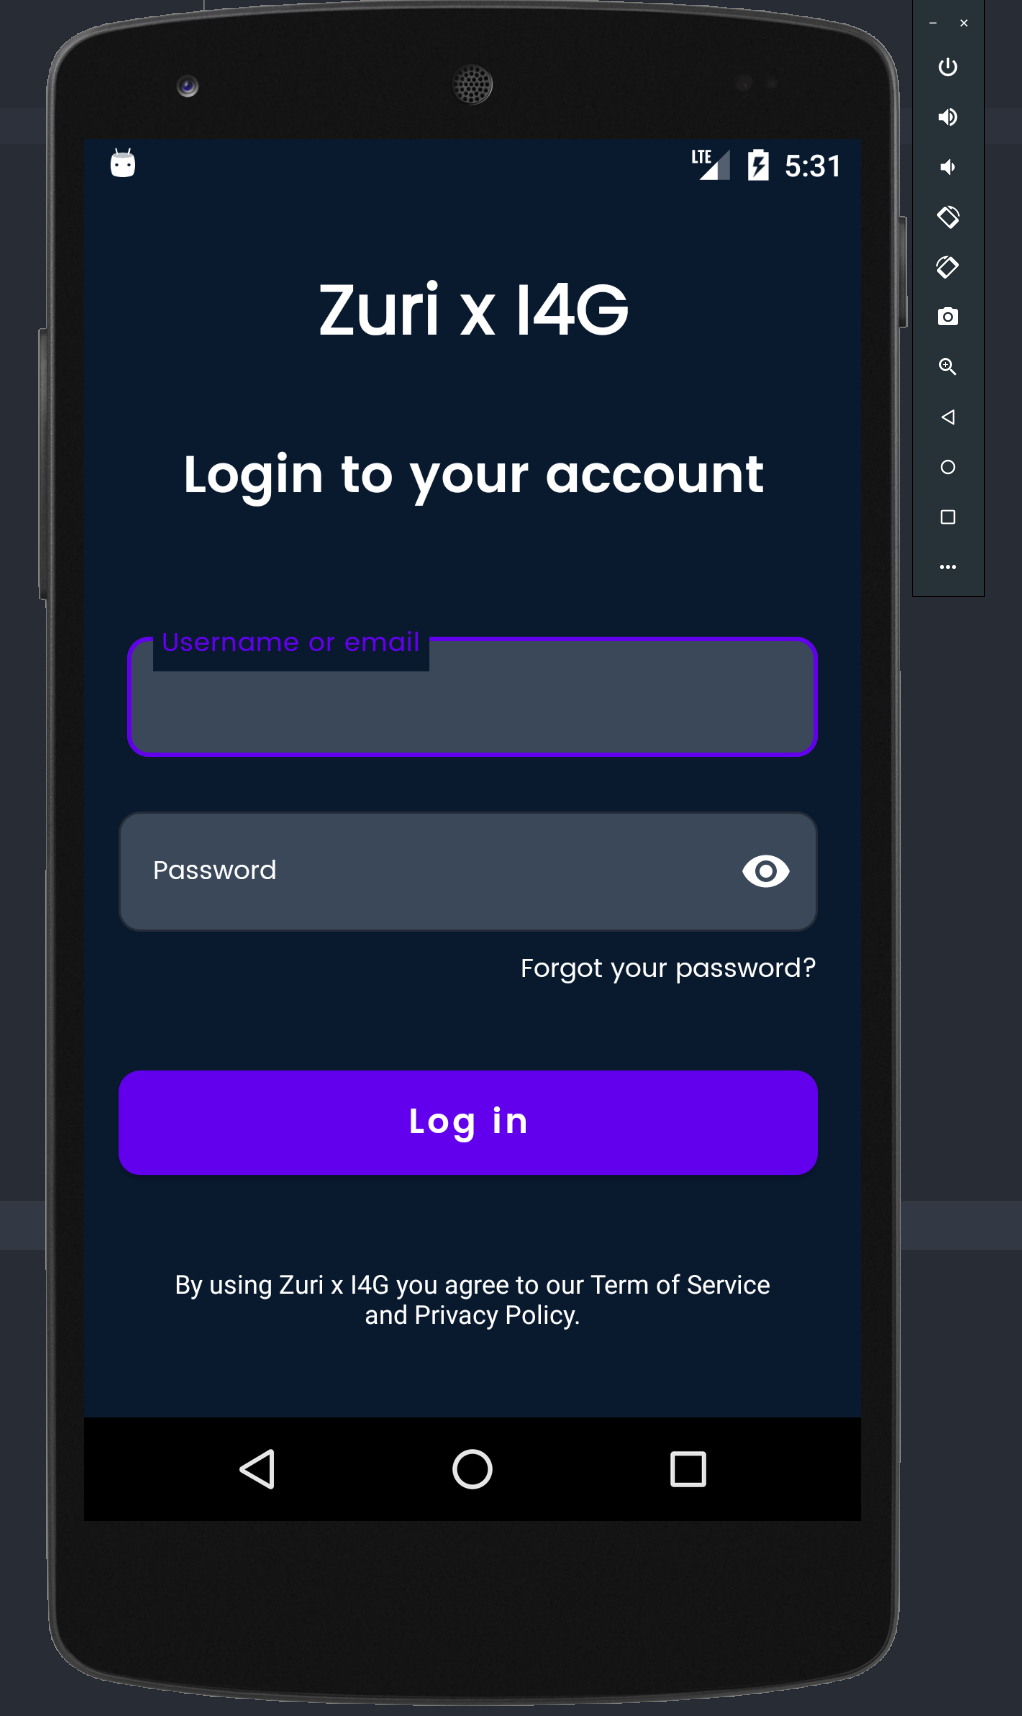 LTE 5:31
Zuri x I4G
Login to your account
Username or email
Password
Forgot your password?
Log in
By using Zuri x I4G you agree to our Term of Service
and Privacy Policy.